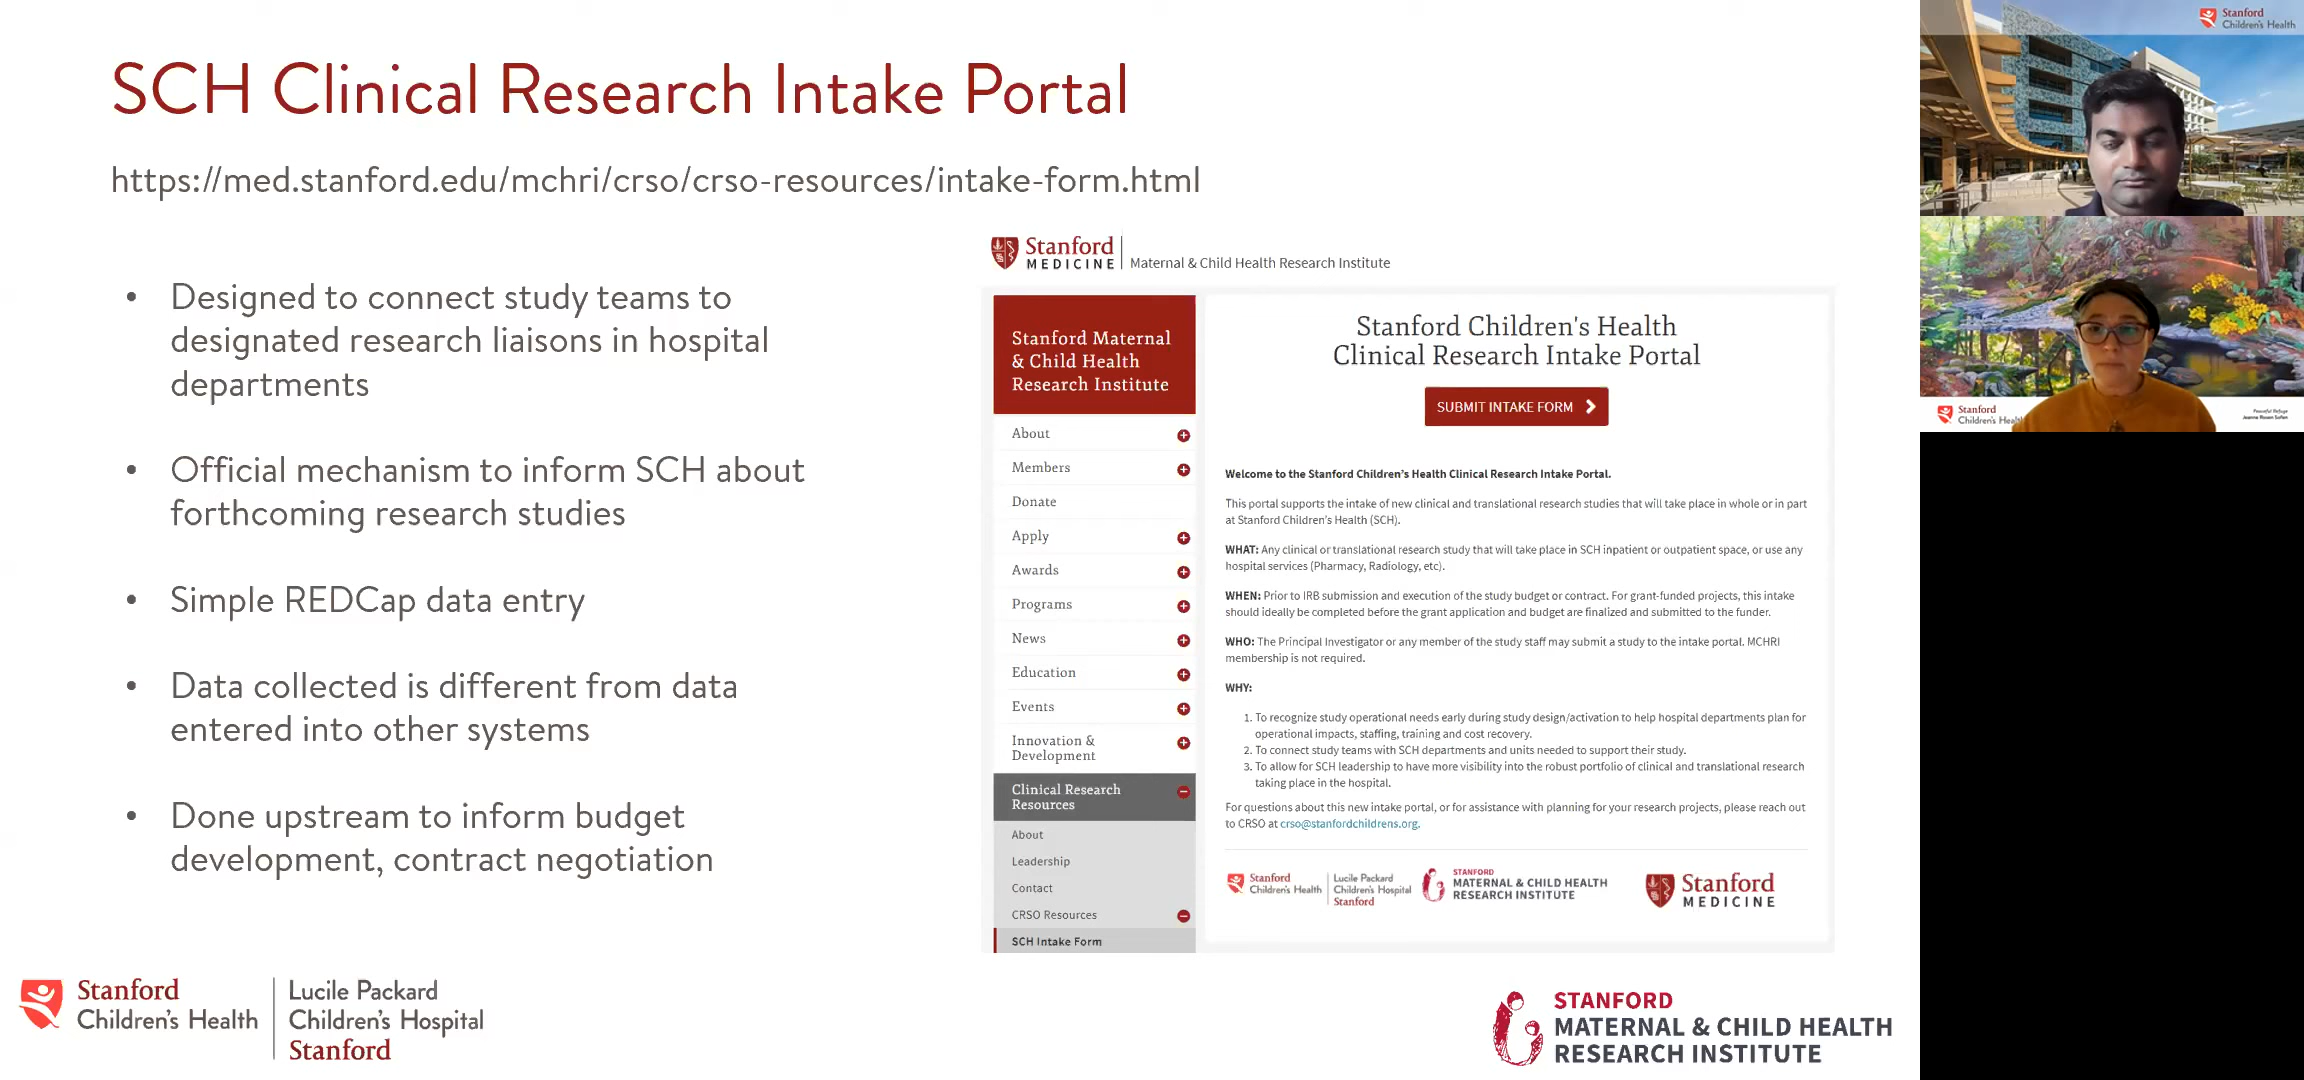 SCH Clinical Research Intake Portal
https://med.stanford.edu/mchri/crso/crso-resources/intake-form.html
• Designed to connect study teams to
designated research liaisons in hospital
departments
• Official mechanism to inform SCH about
forthcoming research studies
• Simple REDCap data entry
• Data collected is different from data
entered into other systems
• Done upstream to inform budget
development, contract negotiation
Stanford
MEDICINE
Maternal & Child Health Research Institute
Stanford Maternal
& Child Health
Research Institute
About
Members
Donate
Apply
Awards
Programs
News
Education
Events
Innovation &
Development
Clinical Research
Resources
About
Leadership
Contact
CRSO Resources
SCH Intake Form
Stanford Children's Health
Clinical Research Intake Portal
SUBMIT INTAKE FORM
Welcome to the Stanford Children's Health Clinical Research Intake Portal.
This portal supports the intake of new clinical and translational research studies that will take place in whole or in part
at Stanford Children's Health (SCH).
WHAT: Any clinical or translational research study that will take place in SCH inpatient or outpatient space, or use any
hospital services (Pharmacy, Radiology, etc).
WHEN: Prior to IRB submission and execution of the study budget or contract. For grant-funded projects, this intake
should ideally be completed before the grant application and budget are finalized and submitted to the funder.
WHO: The Principal Investigator or any member of the study staff may submit a study to the intake portal. MCHRI
membership is not required.
WHY:
1. To recognize study operational needs early during study design/activation to help hospital departments plan for
operational impacts, staffing, training and cost recovery.
2. To connect study teams with SCH departments and units needed to support their study.
3. To allow for SCH leadership to have more visibility into the robust portfolio of clinical and translational research
taking place in the hospital.
For questions about this new intake portal, or for assistance with planning for your research projects, please reach out
to CRSO at crso@stanfordchildrens.org.
Stanford
Children's Health
Lucile Packard
Children's Hospital
Stanford
STANFORD
MATERNAL & CHILD HEALTH
RESEARCH INSTITUTE
Stanford
MEDICINE
Stanford
Children's Health
Lucile Packard
Children's Hospital
Stanford
STANFORD
MATERNAL & CHILD HEALTH
RESEARCH INSTITUTE
Stanford
Children's Health
Stanford
Children's Heal
Peaceful Refuge